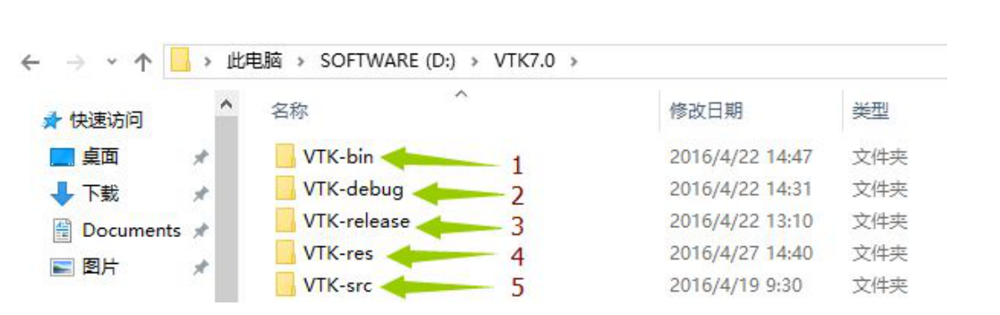 此电脑 > SOFTWARE (D:) > VTK7.0 >
快速访问
桌面
下载
Documents
图片
名称 修改日期 类型
VTK-bin 1 2016/4/22 14:47 文件夹
VTK-debug 2 2016/4/22 14:31 文件夹
VTK-release 3 2016/4/22 13:10 文件夹
VTK-res 4 2016/4/27 14:40 文件夹
VTK-src 5 2016/4/19 9:30 文件夹